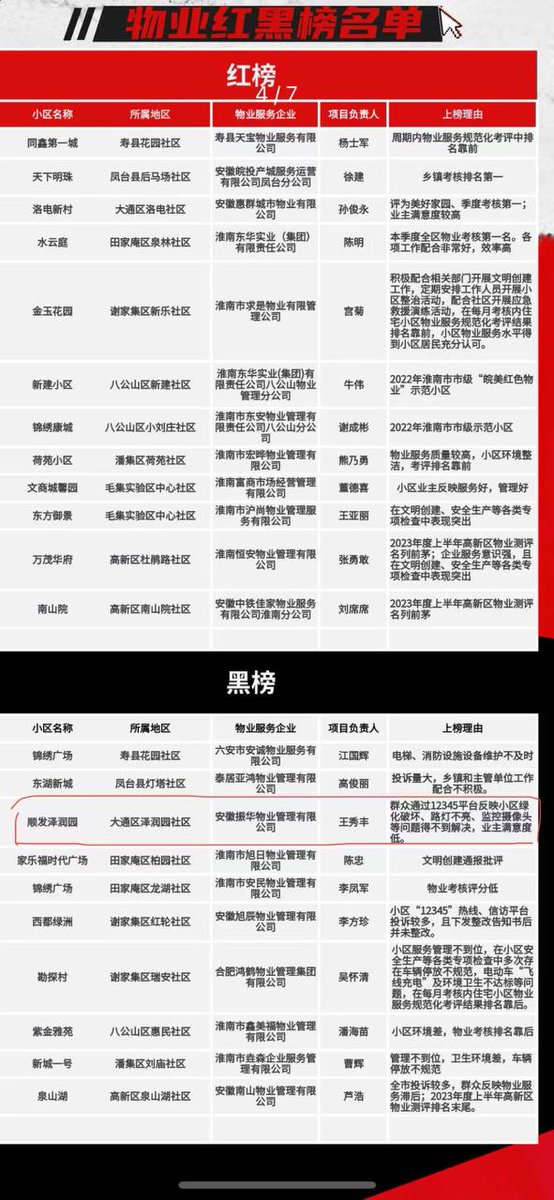 物业红黑榜名单
红榜
4 / 7
小区名称 所属地区 物业服务企业 项目负责人 上榜理由
同鑫第一城 寿县花园社区 寿县天宝物业服务有限公司 杨士军 周期内物业服务规范化考评中排名靠前
天下明珠 凤台县后马场社区 安徽皖投产城服务运营有限公司凤台分公司 徐建 乡镇考核排名第一
洛电新村 大通区洛电社区 安徽惠群城市物业有限公司 孙俊永 评为美好家园、季度考核第一；业主满意度较高
水云庭 田家庵区泉林社区 淮南东华实业（集团）有限责任公司 陈明 本季度全区物业考核第一名。各项工作配合非常好，效率高
金玉花园 谢家集区新乐社区 淮南市求是物业有限管理公司 宫菊 积极配合相关部门开展文明创建工作，定期安排工作人员开展小区整治活动，配合社区开展应急救援演练活动，在每月考核内住宅小区物业服务规范化考评结果排名靠前，小区物业服务水平得到小区居民充分认可。
新建小区 八公山区新建社区 淮南东华实业(集团)有限责任公司八公山物业管理分公司 牛伟 2022年淮南市市级“皖美红色物业”示范小区
锦绣康城 八公山区小刘庄社区 淮南市东安物业管理有限责任公司八公山分公司 谢成彬 2022年淮南市市级示范小区
荷苑小区 潘集区荷苑社区 淮南市宏晔物业管理有限公司 熊乃勇 物业服务质量较高，小区环境整洁，考评排名靠前
文商城馨园 毛集实验区中心社区 淮南富商市场经营管理有限公司 董德喜 小区业主反映服务好，管理好
东方御景 毛集实验区中心社区 淮南市沪尚物业管理服务有限公司 王亚丽 在文明创建、安全生产等各类专项检查中表现突出
万茂华府 高新区杜鹃路社区 淮南恒安物业管理有限公司 张勇敢 2023年度上半年高新区物业测评名列前茅；企业服务意识强，且在文明创建、安全生产等各类专项检查中表现突出
南山院 高新区南山院社区 安徽中铁佳家物业服务有限公司淮南分公司 刘席席 2023年度上半年高新区物业测评名列前茅
黑榜
小区名称 所属地区 物业服务企业 项目负责人 上榜理由
锦绣广场 寿县花园社区 六安市安诚物业服务有限公司 江国辉 电梯、消防设施设备维护不及时
东湖新城 凤台县灯塔社区 泰居亚鸿物业管理有限公司 高俊丽 投诉量大，乡镇和主管单位工作配合不积极。
顺发泽润园 大通区泽润园社区 安徽振华物业管理有限公司 王秀丰 群众通过12345平台反映小区绿化破坏、路灯不亮、监控摄像头等问题得不到解决，业主满意度低。
家乐福时代广场 田家庵区柏园社区 淮南市旭日物业管理有限公司 陈忠 文明创建通报批评
锦绣广场 田家庵区龙湖社区 淮南市安民物业管理有限公司 李凤军 物业考核评分低
西都绿洲 谢家集区红轮社区 安徽旭辰物业管理有限公司 李方珍 小区“12345”热线、信访平台投诉较多，且下发整改告知书后并未整改。
勘探村 谢家集区瑞安社区 合肥鸿鹤物业管理集团有限公司 吴怀清 小区服务管理不到位，在小区安全生产等各类专项检查中多次存在车辆停放不规范，电动车“飞线充电”及环境卫生不达标等问题，在每月考核内住宅小区物业服务规范化考评结果排名靠后。
紫金雅苑 八公山区惠民社区 淮南市鑫美福物业管理有限公司 潘海苗 小区环境差，物业考核排名靠后
新城一号 潘集区刘庙社区 淮南市垚森企业服务管理有限公司 曹辉 管理不到位，卫生环境差，车辆停放不规范
泉山湖 高新区泉山湖社区 安徽南山物业管理有限公司 芦浩 全市投诉较多，群众反映物业服务滞后；2023年度上半年高新区物业测评排名末尾。